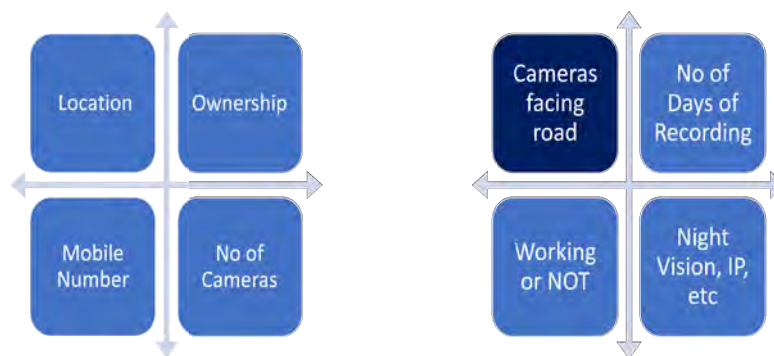 Location
Ownership
Mobile
Number
No of
Cameras
Cameras
facing
road
No of
Days of
Recording
Working
or NOT
Night
Vision, IP,
etc